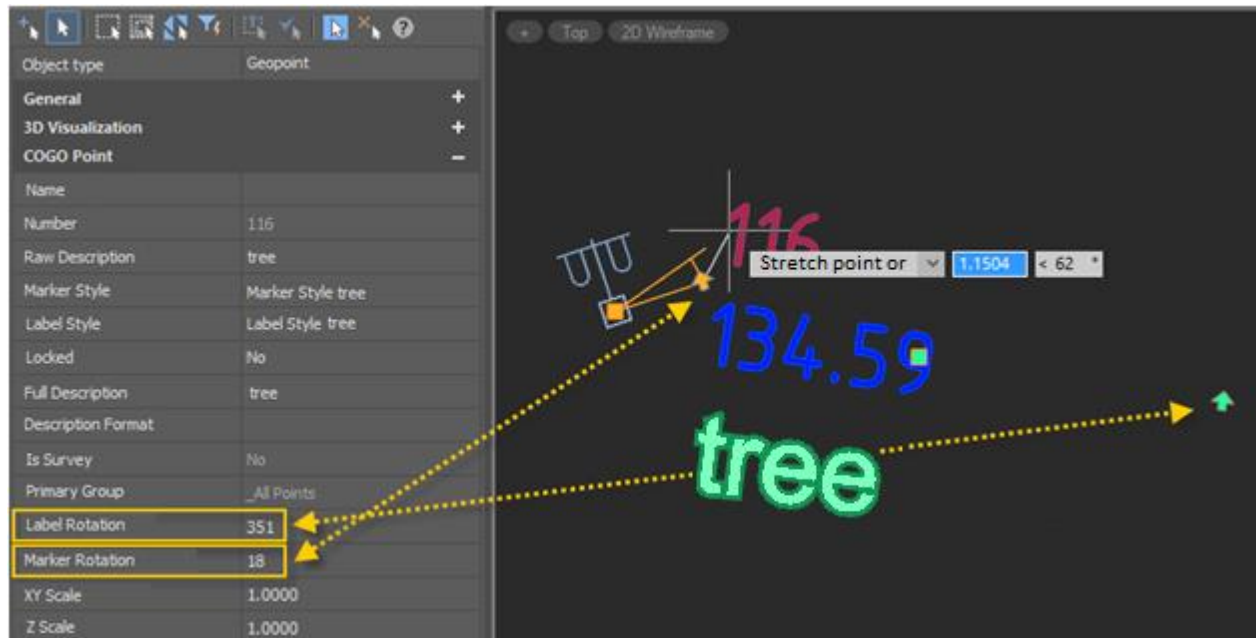 + Top 2D Wireframe
Object type Geopoint
General +
3D Visualization +
COGO Point −
Name
Number 116
Raw Description tree
Marker Style Marker Style tree
Label Style Label Style tree
Locked No
Full Description tree
Description Format
Is Survey No
Primary Group _All Points
Label Rotation 351
Marker Rotation 18
XY Scale 1.0000
Z Scale 1.0000
116
Stretch point or 1.1504 < 62 °
134.59
tree